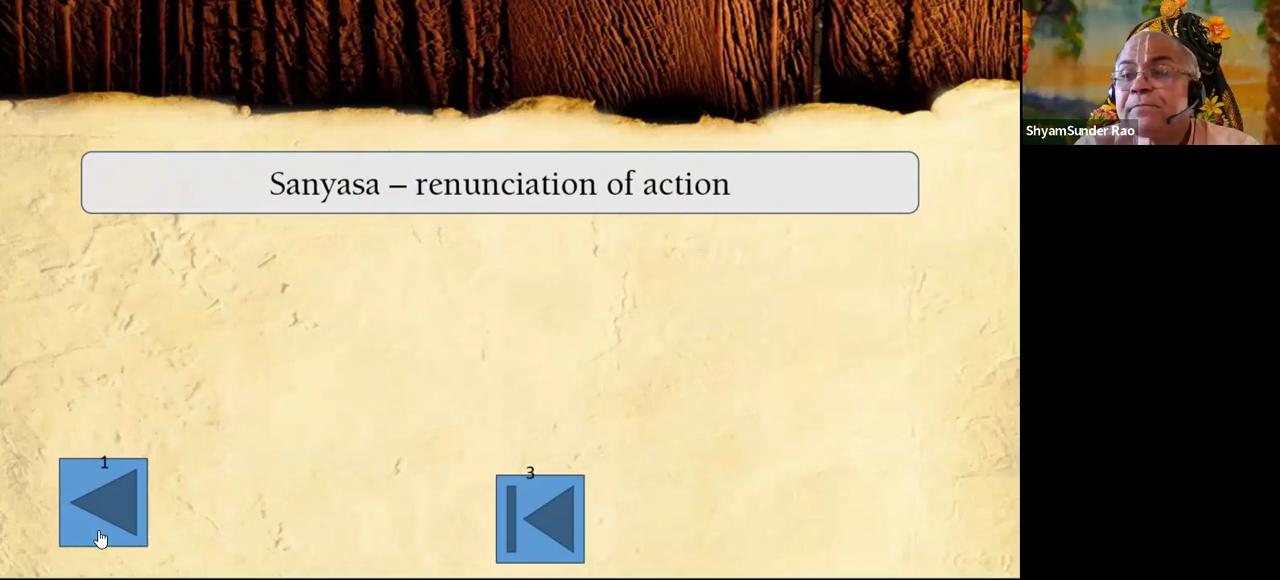 Sanyasa – renunciation of action
ShyamSunder Rao
1
3